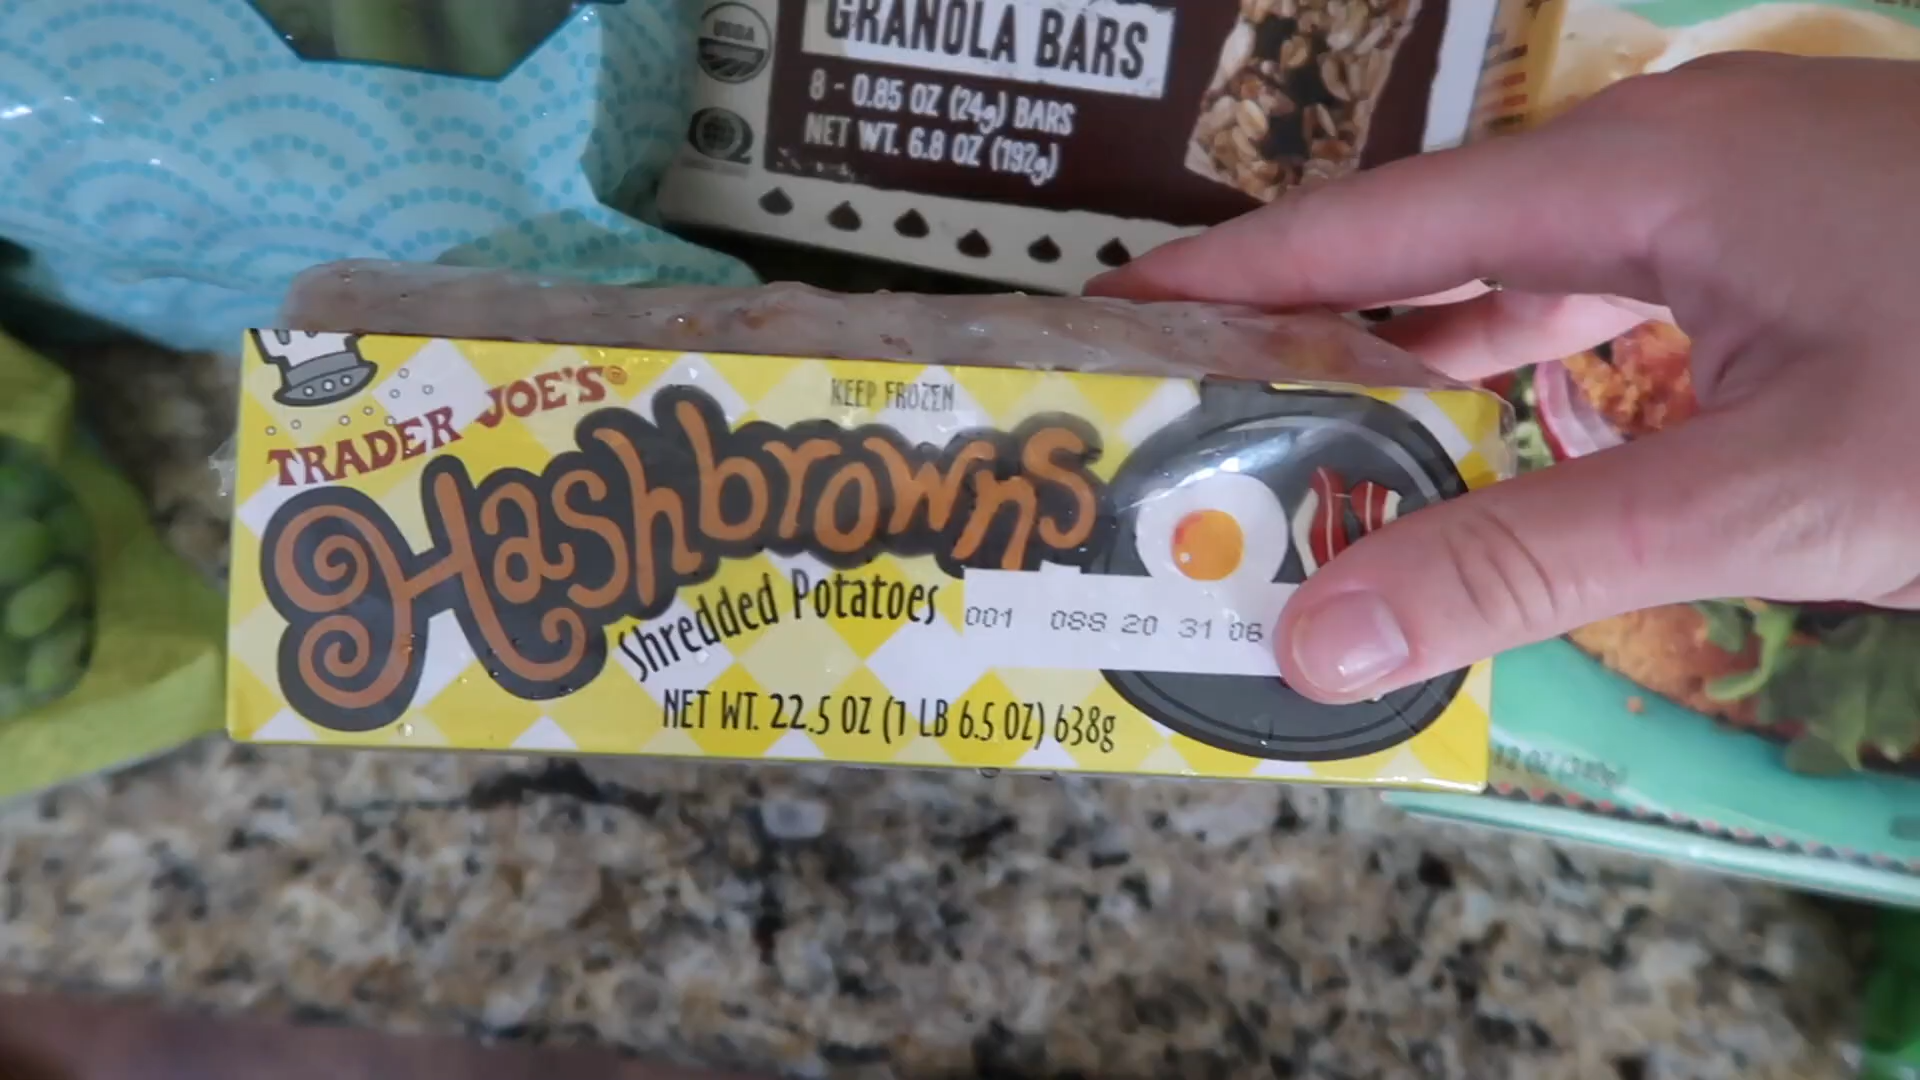 USDA
GRANOLA BARS
8 - 0.85 OZ (24g) BARS
NET WT. 6.8 OZ (192g)
KEEP FROZEN
TRADER JOE'S®
Hashbrowns
Shredded Potatoes
001 088 20 31 06
NET WT. 22.5 OZ (1 LB 6.5 OZ) 638g